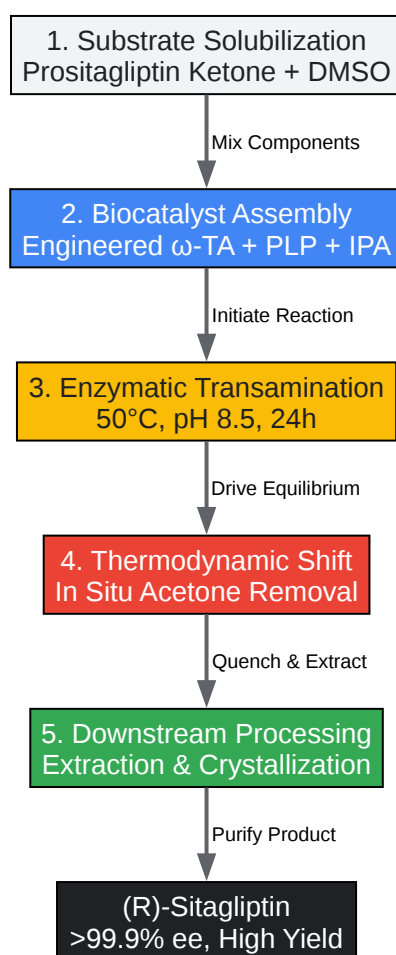 1. Substrate Solubilization
Prositagliptin Ketone + DMSO
Mix Components
2. Biocatalyst Assembly
Engineered ω-TA + PLP + IPA
Initiate Reaction
3. Enzymatic Transamination
50°C, pH 8.5, 24h
Drive Equilibrium
4. Thermodynamic Shift
In Situ Acetone Removal
Quench & Extract
5. Downstream Processing
Extraction & Crystallization
Purify Product
(R)-Sitagliptin
>99.9% ee, High Yield